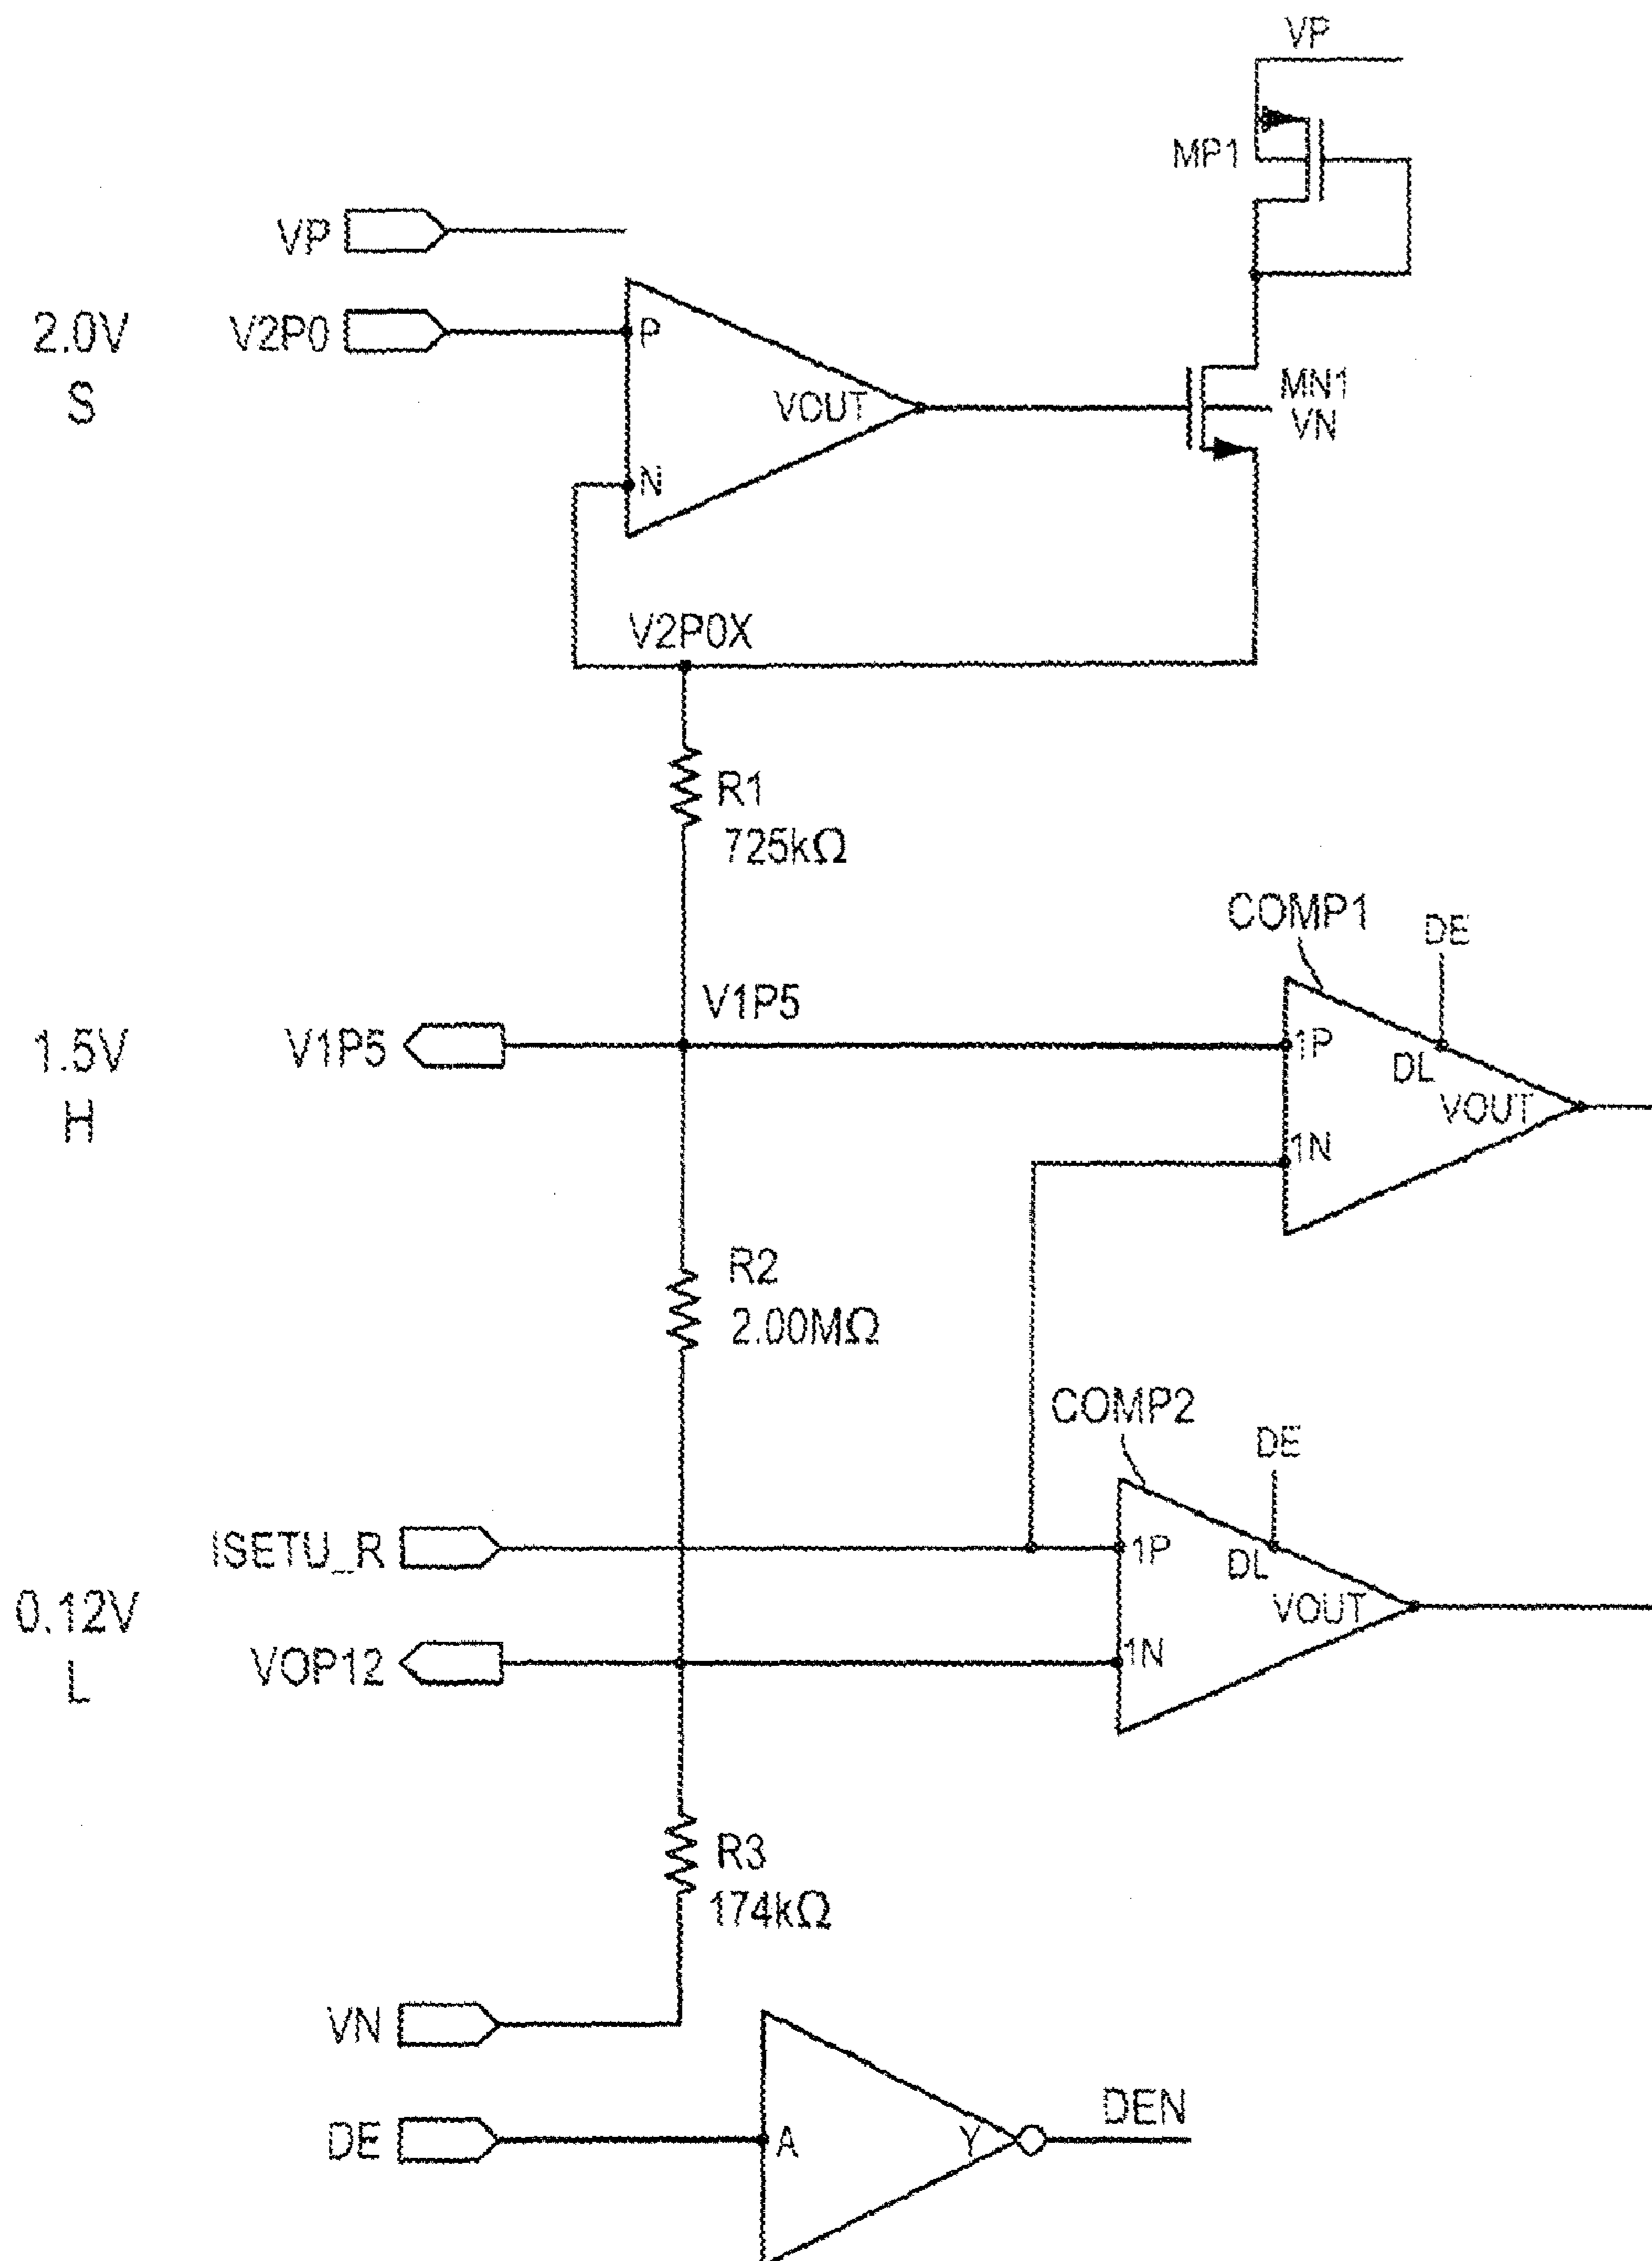 VP
MP1
VP
2.0V
S
V2P0
P
VOUT
N
MN1
VN
V2P0X
R1
725kΩ
COMP1
DE
1.5V
H
V1P5
V1P5
1P
DL
VOUT
1N
R2
2.00MΩ
COMP2
DE
ISETU_R
1P
DL
VOUT
1N
0.12V
L
VOP12
R3
174kΩ
VN
DE
A
Y
DEN